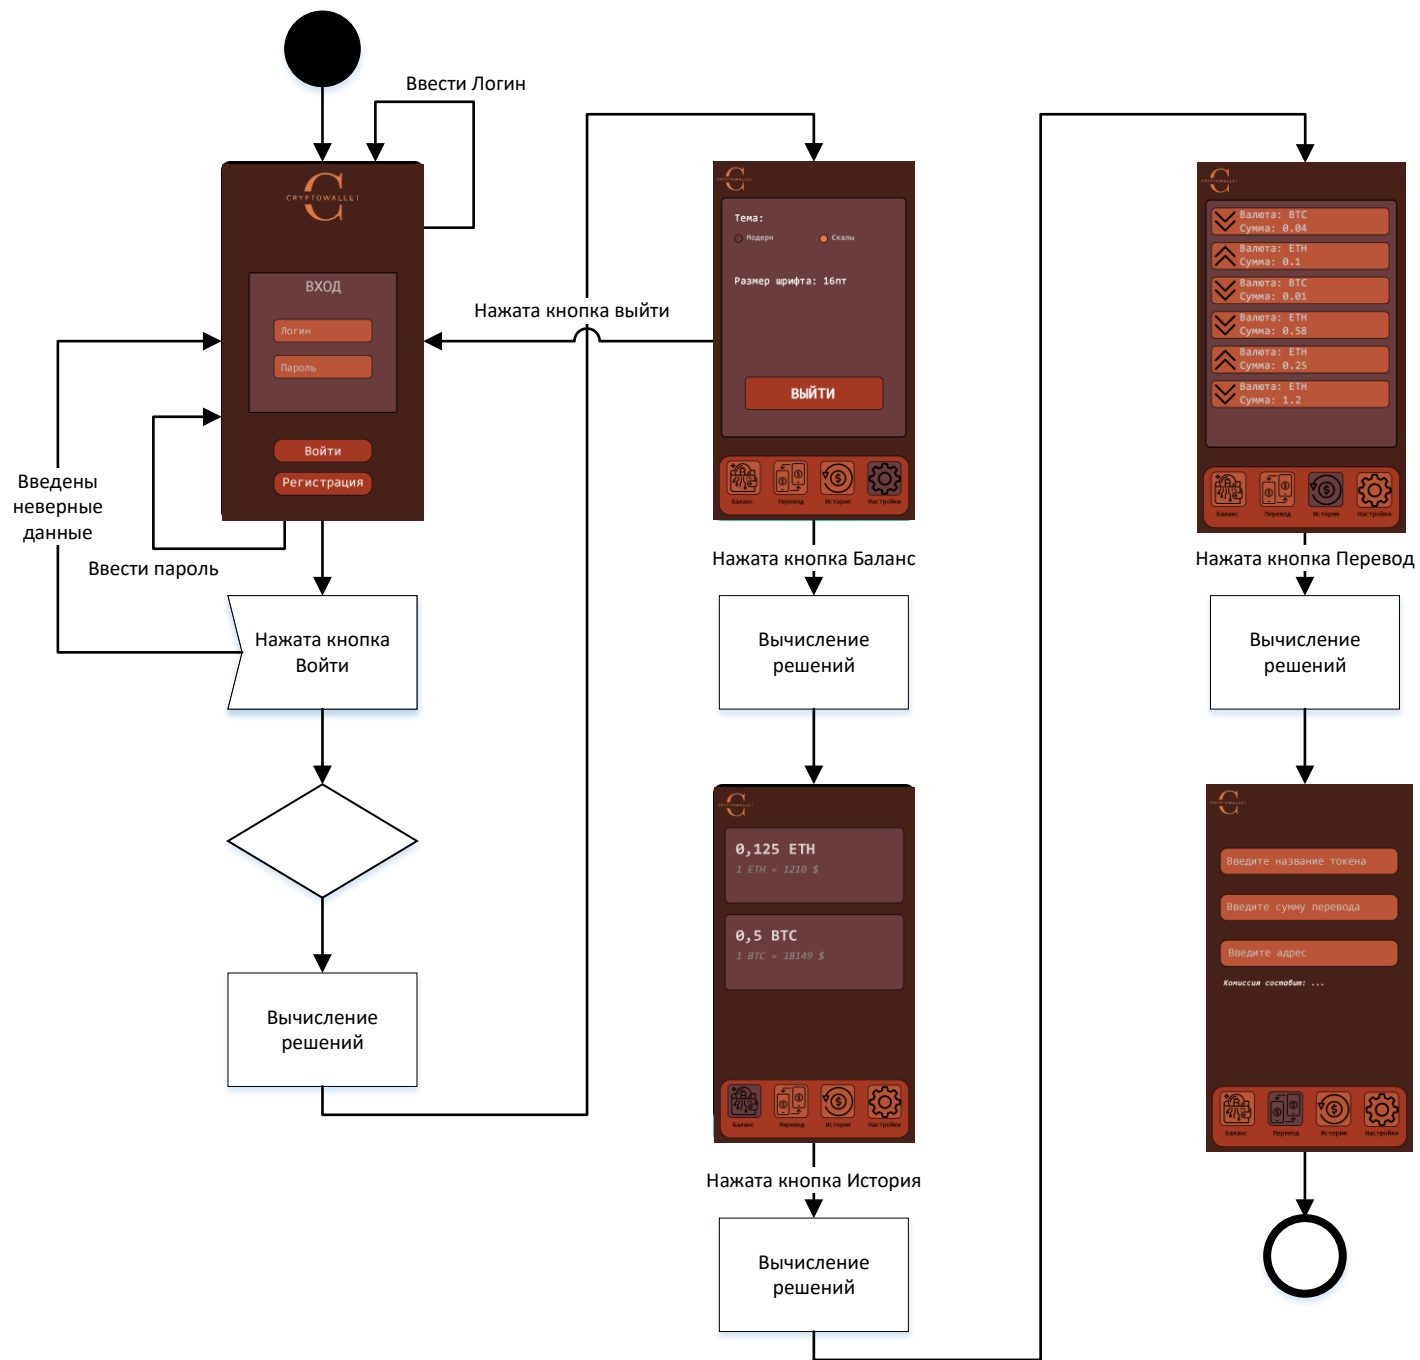 Ввести Логин
CRYPTOWALLET
ВХОД
Логин
Пароль
Войти
Регистрация
Введены
неверные
данные
Ввести пароль
Нажата кнопка
Войти
Вычисление
решений
Нажата кнопка выйти
CRYPTOWALLET
Тема:
Модерн
Скалы
Размер шрифта: 16пт
ВЫЙТИ
Баланс
Перевод
История
Настройки
Нажата кнопка Баланс
Вычисление
решений
CRYPTOWALLET
0,125 ETH
1 ETH = 1210 $
0,5 BTC
1 BTC = 18149 $
Баланс
Перевод
История
Настройки
Нажата кнопка История
Вычисление
решений
CRYPTOWALLET
Валюта: BTC
Сумма: 0.04
Валюта: ETH
Сумма: 0.1
Валюта: BTC
Сумма: 0.01
Валюта: ETH
Сумма: 0.58
Валюта: ETH
Сумма: 0.25
Валюта: ETH
Сумма: 1.2
Баланс
Перевод
История
Настройки
Нажата кнопка Перевод
Вычисление
решений
CRYPTOWALLET
Введите название токена
Введите сумму перевода
Введите адрес
Комиссия составит: ...
Баланс
Перевод
История
Настройки